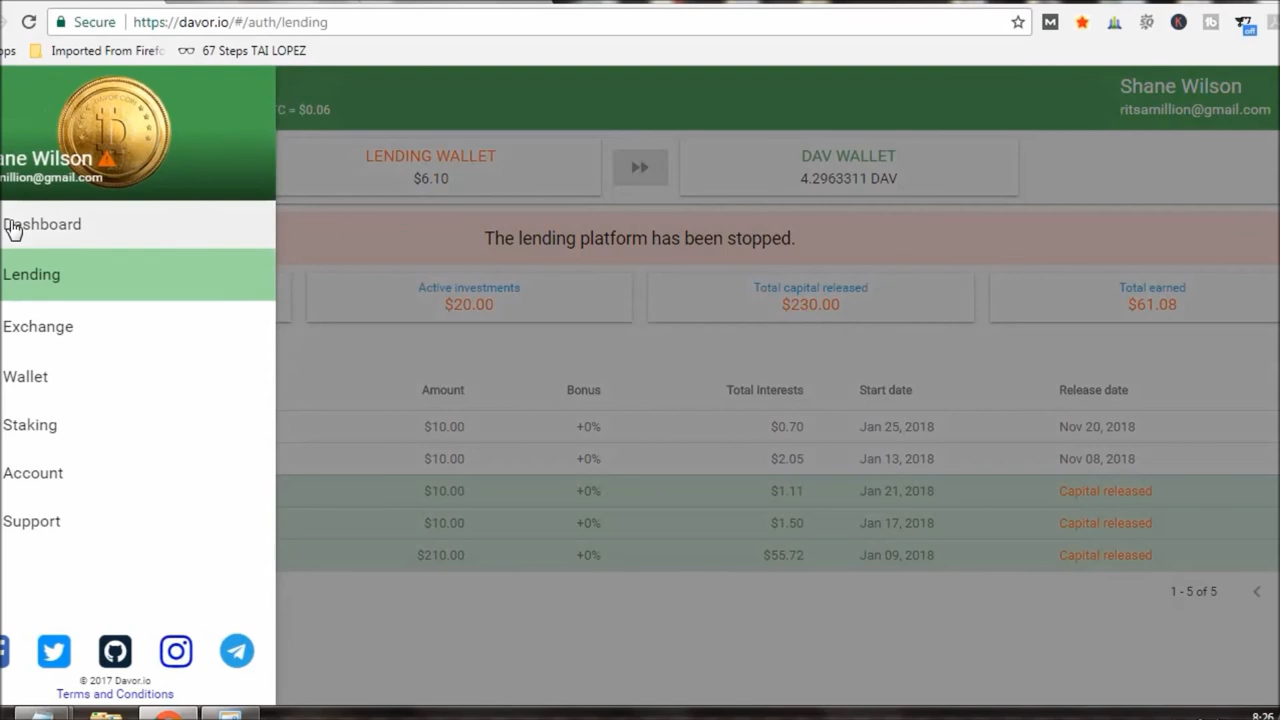 Secure https://davor.io/#/auth/lending
pps Imported From Firefo 67 Steps TAI LOPEZ
off
TC = $0.06
Shane Wilson
ritsamillion@gmail.com
ane Wilson
million@gmail.com
LENDING WALLET
$6.10
DAV WALLET
4.2963311 DAV
Dashboard
Lending
Exchange
Wallet
Staking
Account
Support
The lending platform has been stopped.
Active investments
$20.00
Total capital released
$230.00
Total earned
$61.08
Amount Bonus Total Interests Start date Release date
$10.00 +0% $0.70 Jan 25, 2018 Nov 20, 2018
$10.00 +0% $2.05 Jan 13, 2018 Nov 08, 2018
$10.00 +0% $1.11 Jan 21, 2018 Capital released
$10.00 +0% $1.50 Jan 17, 2018 Capital released
$210.00 +0% $55.72 Jan 09, 2018 Capital released
1 - 5 of 5
© 2017 Davor.io
Terms and Conditions
8:26